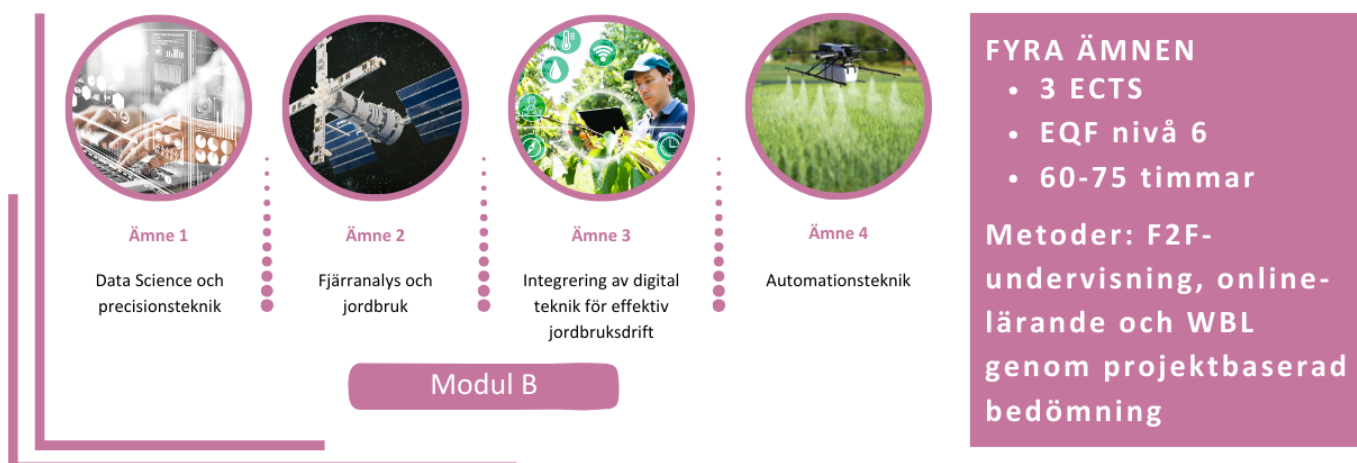 Ämne 1
Data Science och
precisionsteknik
Ämne 2
Fjärranalys och
jordbruk
Ämne 3
Integrering av digital
teknik för effektiv
jordbruksdrift
Ämne 4
Automationsteknik
Modul B
FYRA ÄMNEN
• 3 ECTS
• EQF nivå 6
• 60-75 timmar
Metoder: F2F-
undervisning, online-
lärande och WBL
genom projektbaserad
bedömning